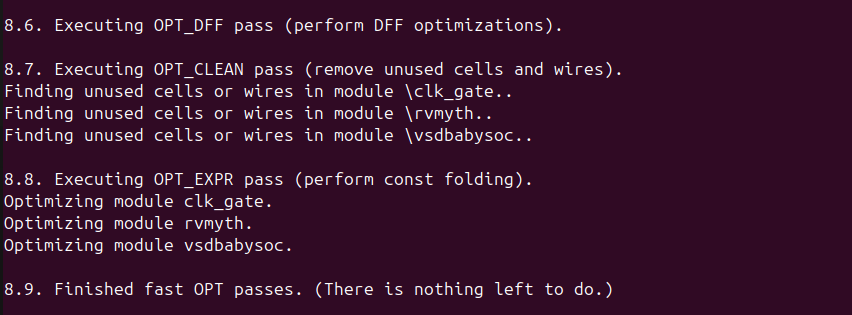 8.6. Executing OPT_DFF pass (perform DFF optimizations).
8.7. Executing OPT_CLEAN pass (remove unused cells and wires).
Finding unused cells or wires in module \clk_gate..
Finding unused cells or wires in module \rvmyth..
Finding unused cells or wires in module \vsdbabysoc..
8.8. Executing OPT_EXPR pass (perform const folding).
Optimizing module clk_gate.
Optimizing module rvmyth.
Optimizing module vsdbabysoc.
8.9. Finished fast OPT passes. (There is nothing left to do.)